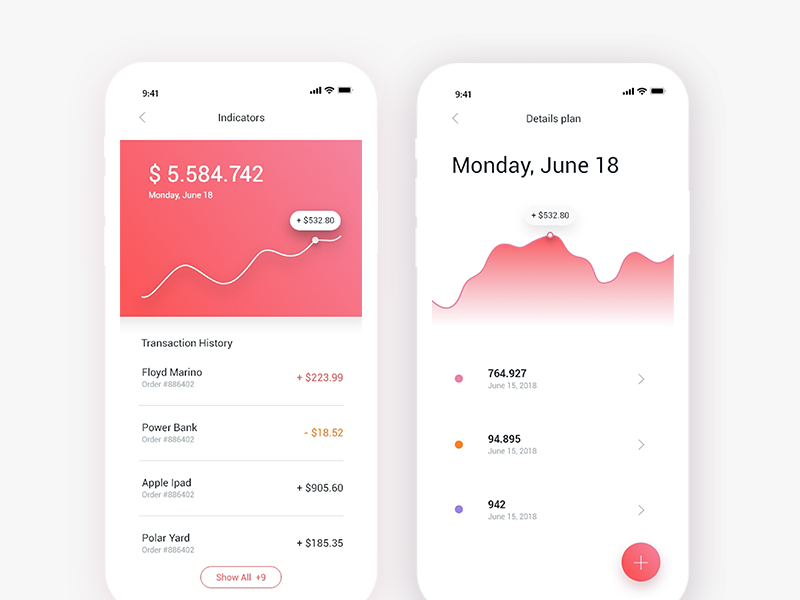 9:41
Indicators
$ 5.584.742
Monday, June 18
+ $532.80
Transaction History
Floyd Marino
Order #886402
+ $223.99
Power Bank
Order #886402
- $18.52
Apple Ipad
Order #886402
+ $905.60
Polar Yard
Order #886402
+ $185.35
Show All +9
9:41
Details plan
Monday, June 18
+ $532.80
764.927
June 15, 2018
94.895
June 15, 2018
942
June 15, 2018